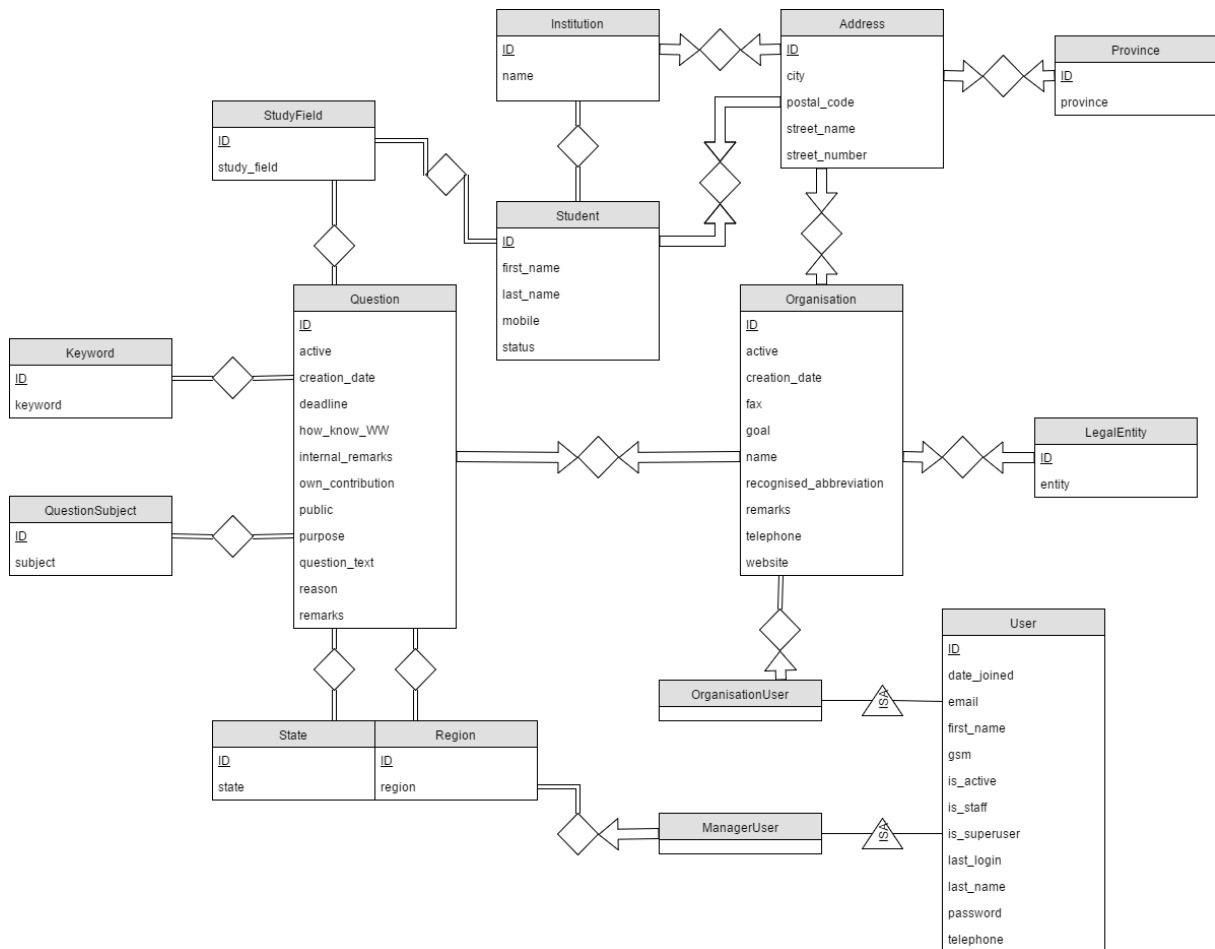 Institution
ID
name
Address
ID
city
postal_code
street_name
street_number
Province
ID
province
StudyField
ID
study_field
Student
ID
first_name
last_name
mobile
status
Question
ID
active
creation_date
deadline
how_know_WW
internal_remarks
own_contribution
public
purpose
question_text
reason
remarks
Organisation
ID
active
creation_date
fax
goal
name
recognised_abbreviation
remarks
telephone
website
Keyword
ID
keyword
LegalEntity
ID
entity
QuestionSubject
ID
subject
State
ID
state
Region
ID
region
OrganisationUser
ISA
ManagerUser
ISA
User
ID
date_joined
email
first_name
gsm
is_active
is_staff
is_superuser
last_login
last_name
password
telephone